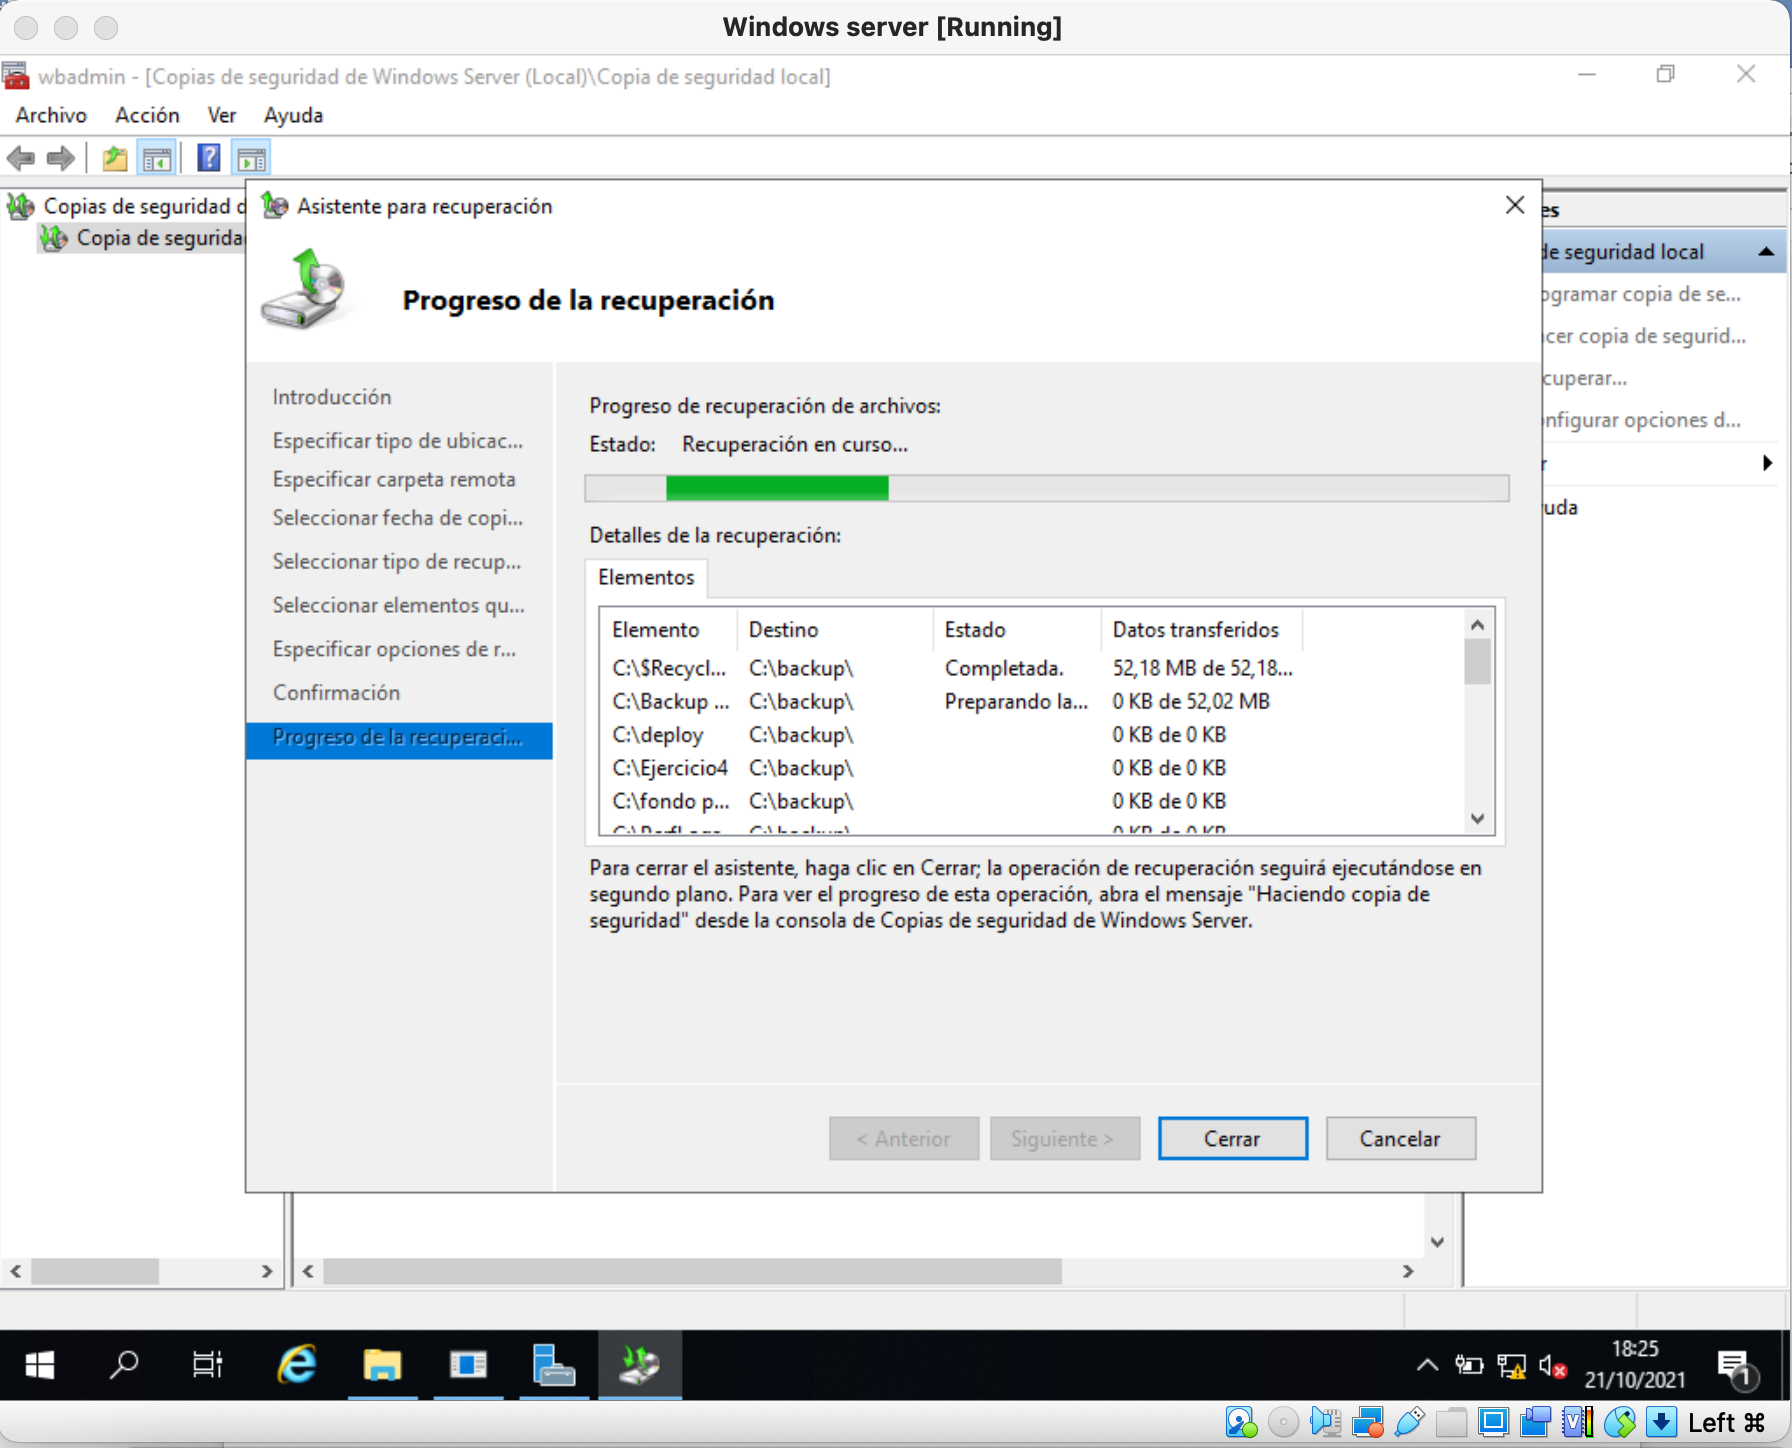 Windows server [Running]
wbadmin - [Copias de seguridad de Windows Server (Local)\Copia de seguridad local]
Archivo Acción Ver Ayuda
Copias de seguridad d
Copia de segurida
Asistente para recuperación
Progreso de la recuperación
Introducción
Especificar tipo de ubicac...
Especificar carpeta remota
Seleccionar fecha de copi...
Seleccionar tipo de recup...
Seleccionar elementos qu...
Especificar opciones de r...
Confirmación
Progreso de la recuperaci...
Progreso de recuperación de archivos:
Estado: Recuperación en curso...
Detalles de la recuperación:
Elementos
Elemento Destino Estado Datos transferidos
C:\$Recycl... C:\backup\ Completada. 52,18 MB de 52,18...
C:\Backup ... C:\backup\ Preparando la... 0 KB de 52,02 MB
C:\deploy C:\backup\ 0 KB de 0 KB
C:\Ejercicio4 C:\backup\ 0 KB de 0 KB
C:\fondo p... C:\backup\ 0 KB de 0 KB
C:\PerfLogs C:\backup\ 0 KB de 0 KB
Para cerrar el asistente, haga clic en Cerrar; la operación de recuperación seguirá ejecutándose en
segundo plano. Para ver el progreso de esta operación, abra el mensaje "Haciendo copia de
seguridad" desde la consola de Copias de seguridad de Windows Server.
< Anterior Siguiente > Cerrar Cancelar
es
de seguridad local
ogramar copia de se...
cer copia de segurid...
cuperar...
nfigurar opciones d...
r
uda
18:25
21/10/2021
1
Left ⌘